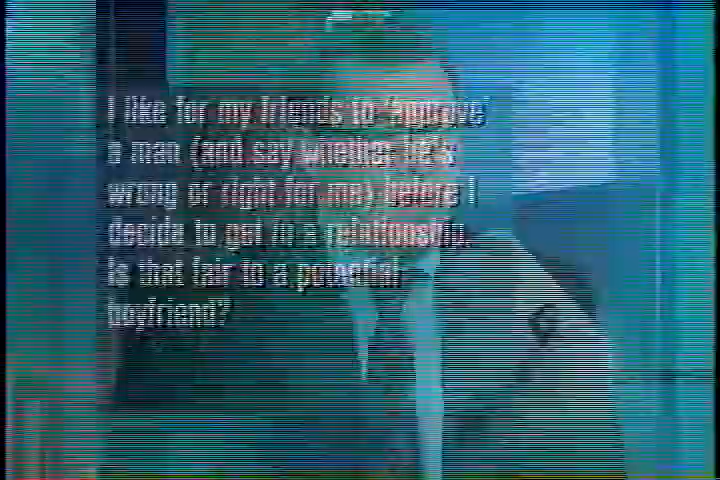 I like for my friends to 'approve'
a man (and say whether he's
wrong or right for me) before I
decide to get in a relationship.
Is that fair to a potential
boyfriend?